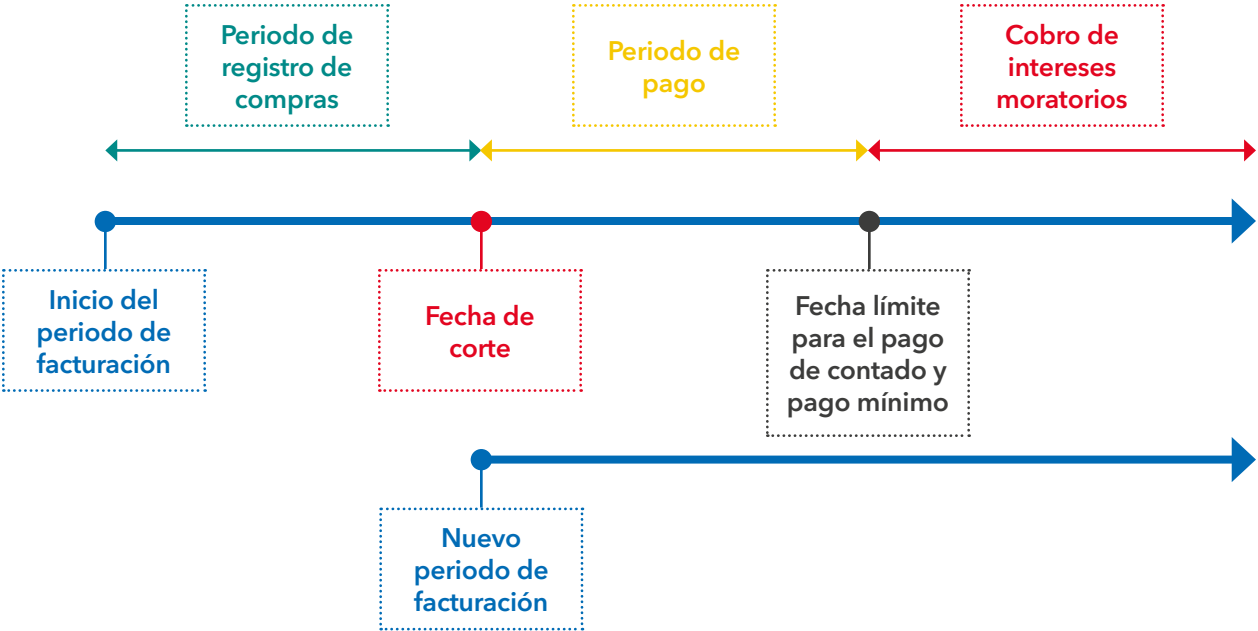 Periodo de
registro de
compras
Periodo de
pago
Cobro de
intereses
moratorios
Inicio del
periodo de
facturación
Fecha de
corte
Fecha límite
para el pago
de contado y
pago mínimo
Nuevo
periodo de
facturación